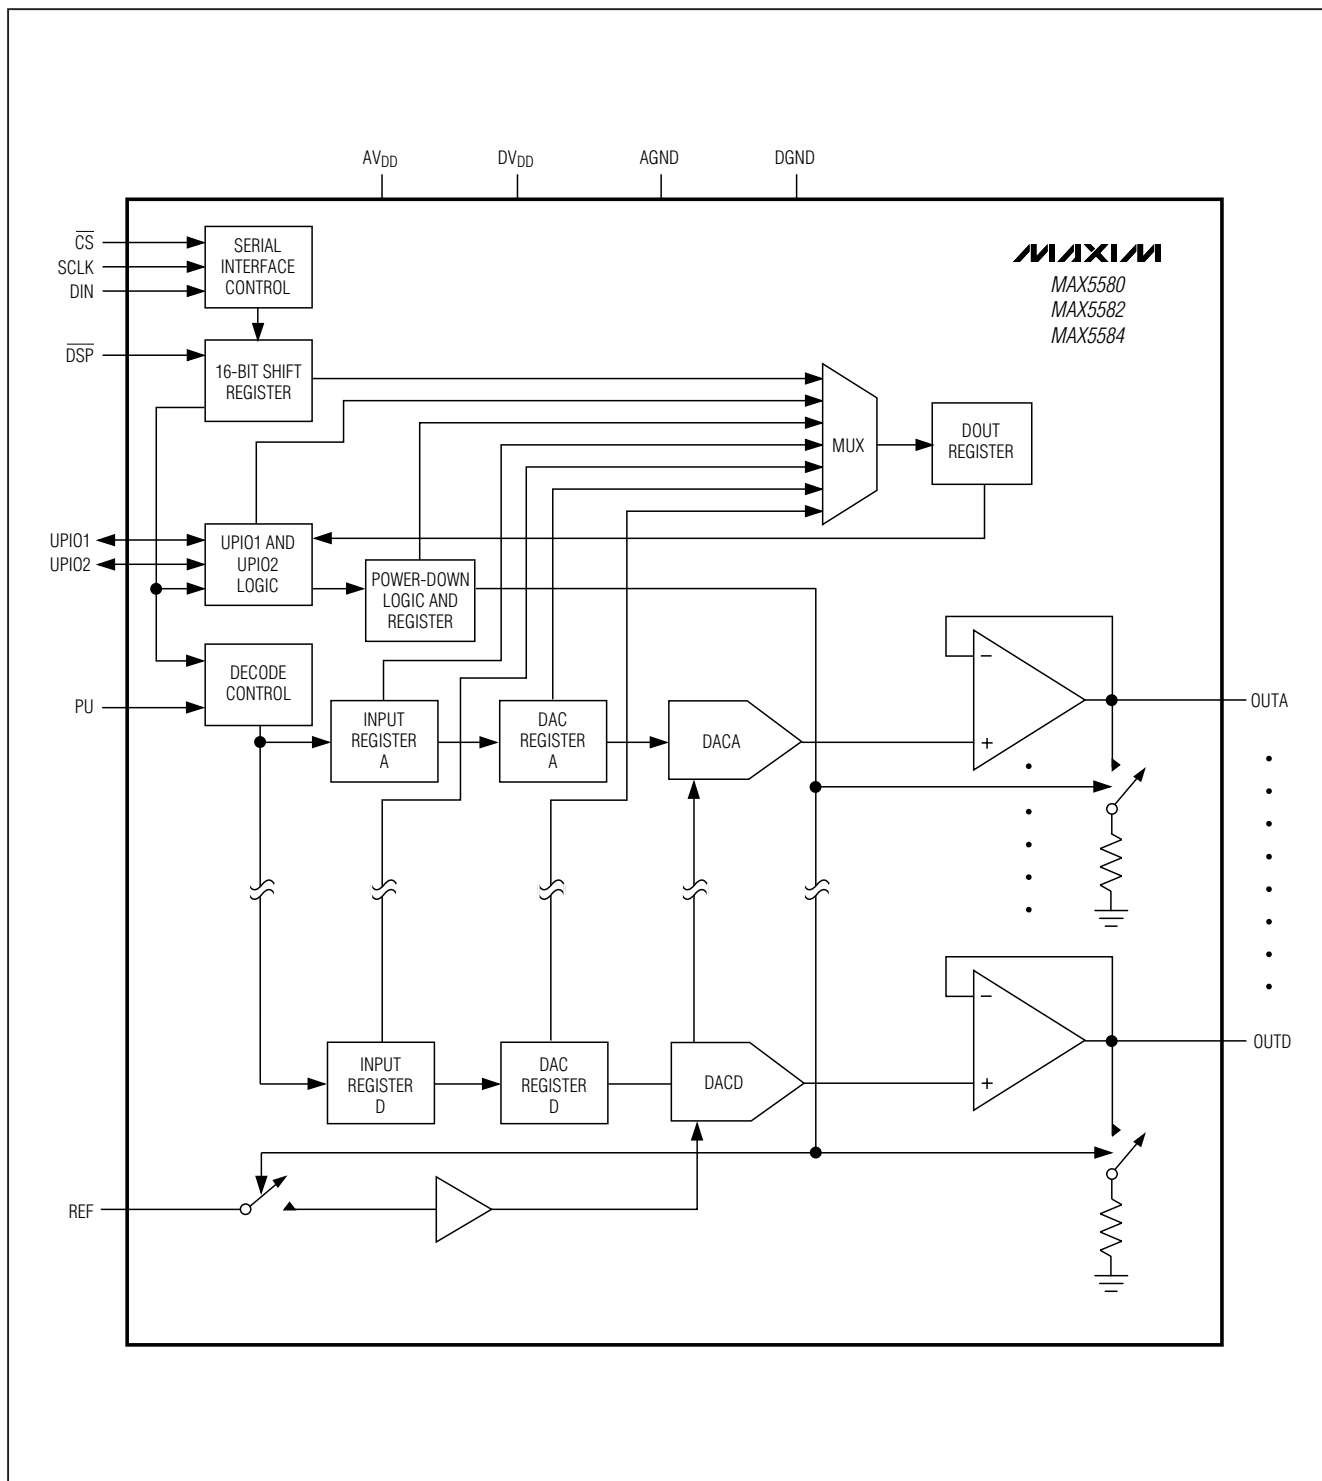 AVDD
DVDD
AGND
DGND
CS
SCLK
DIN
SERIAL
INTERFACE
CONTROL
MAXIM
MAX5580
MAX5582
MAX5584
DSP
16-BIT SHIFT
REGISTER
MUX
DOUT
REGISTER
UPIO1
UPIO2
UPIO1 AND
UPIO2
LOGIC
POWER-DOWN
LOGIC AND
REGISTER
DECODE
CONTROL
PU
INPUT
REGISTER
A
DAC
REGISTER
A
DACA
−
+
OUTA
INPUT
REGISTER
D
DAC
REGISTER
D
DACD
−
+
OUTD
REF